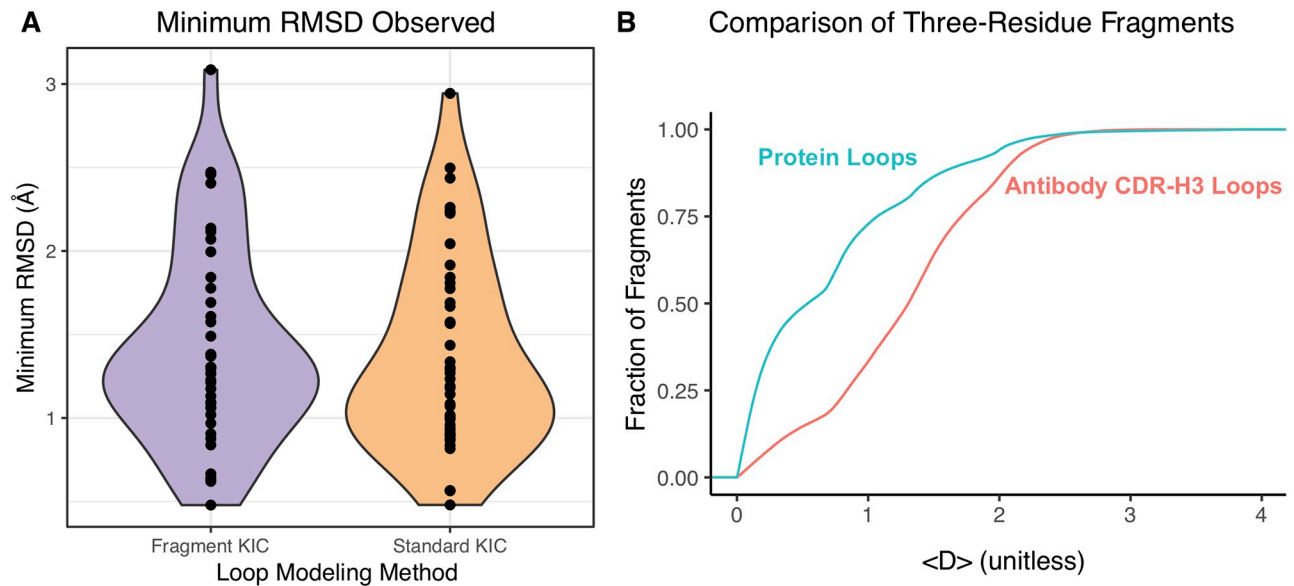 A
Minimum RMSD Observed
Minimum RMSD (Å)
3
2
1
Fragment KIC
Standard KIC
Loop Modeling Method
B
Comparison of Three-Residue Fragments
Fraction of Fragments
1.00
0.75
0.50
0.25
0.00
Protein Loops
Antibody CDR-H3 Loops
0
1
2
3
4
<D> (unitless)